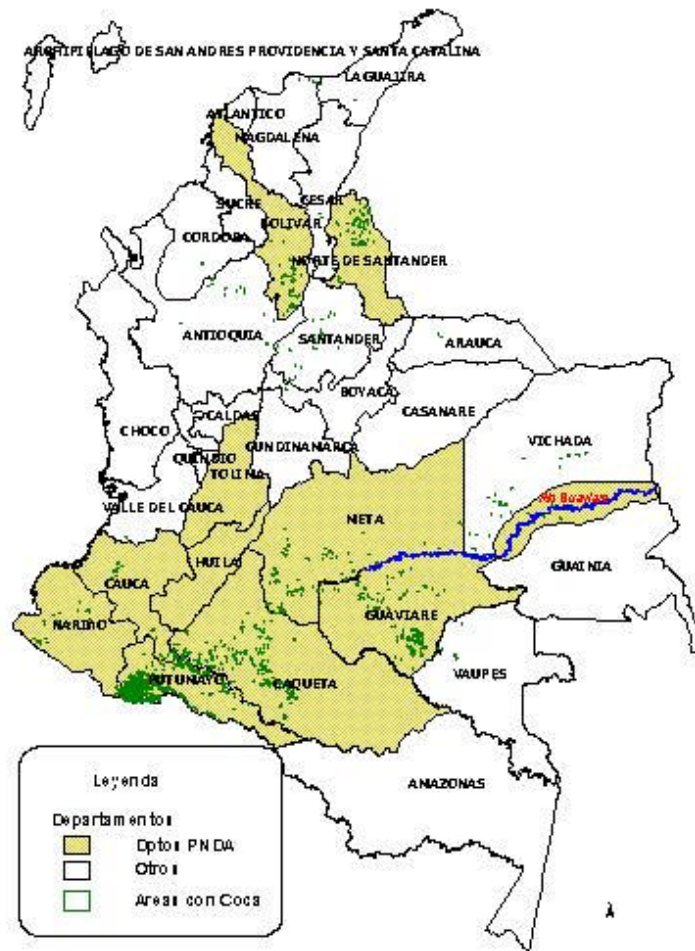 ARCHIPIELAGO DE SAN ANDRES PROVIDENCIA Y SANTA CATALINA
LA GUAJIRA
ATLANTICO
MAGDALENA
CESAR
SUCRE
BOLIVAR
CORDOBA
NORTE DE SANTANDER
ANTIOQUIA
SANTANDER
ARAUCA
BOYACA
CASANARE
CALDAS
CHOCO
CUNDINAMARCA
VICHADA
QUINDIO
TOLIMA
VALLE DEL CAUCA
META
Rio Guaviare
HUILA
GUAINIA
CAUCA
GUAVIARE
NARIÑO
VAUPES
PUTUMAYO
CAQUETA
AMAZONAS
Leyenda
Departamentos
Dptos PNDA
Otros
Areas con Coca